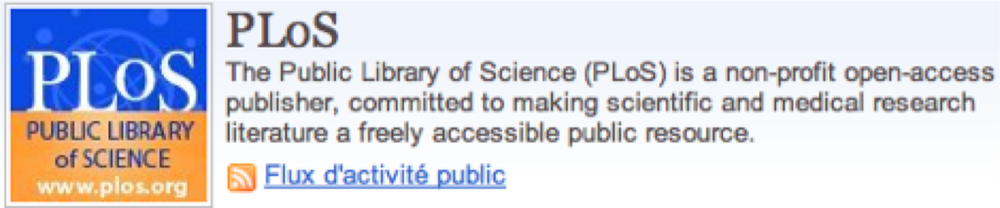 PLoS
PUBLIC LIBRARY
of SCIENCE
www.plos.org
PLoS
The Public Library of Science (PLoS) is a non-profit open-access
publisher, committed to making scientific and medical research
literature a freely accessible public resource.
Flux d'activité public